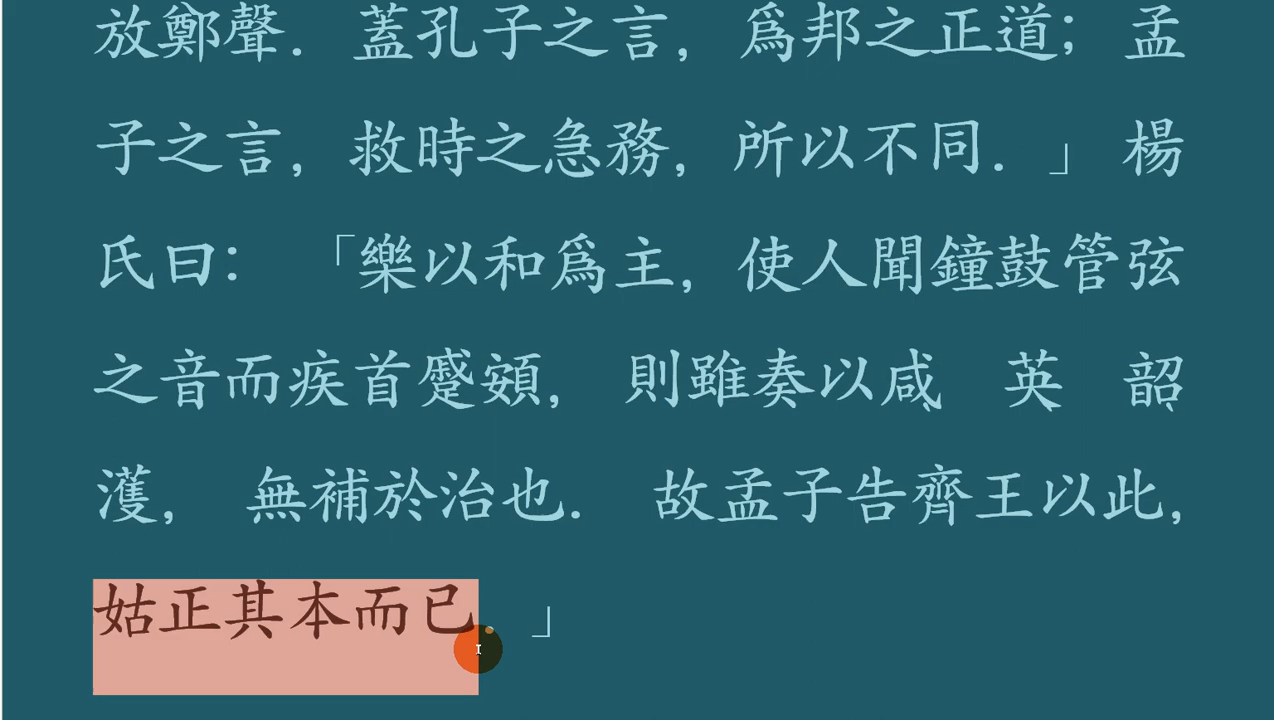 放鄭聲. 蓋孔子之言, 爲邦之正道; 孟
子之言, 救時之急務, 所以不同. 」 楊
氏曰: 「樂以和爲主, 使人聞鐘鼓管弦
之音而疾首蹙頞, 則雖奏以咸、英、韶、
濩, 無補於治也. 故孟子告齊王以此,
姑正其本而已. 」